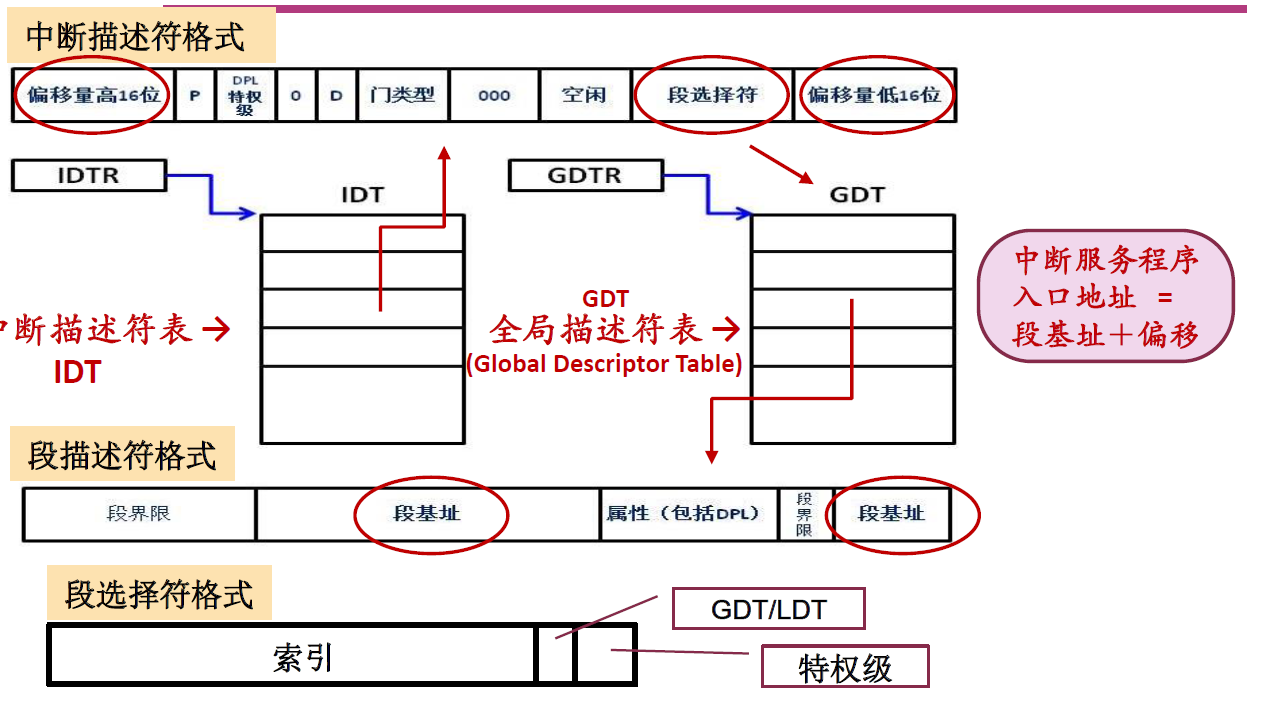 中断描述符格式
偏移量高16位 P DPL 特权级 0 D 门类型 000 空闲 段选择符 偏移量低16位
IDTR
IDT
GDTR
GDT
中断描述符表→
IDT
GDT
全局描述符表→
(Global Descriptor Table)
中断服务程序
入口地址 =
段基址+偏移
段描述符格式
段界限 段基址 属性（包括DPL） 段界限 段基址
段选择符格式
索引
GDT/LDT
特权级